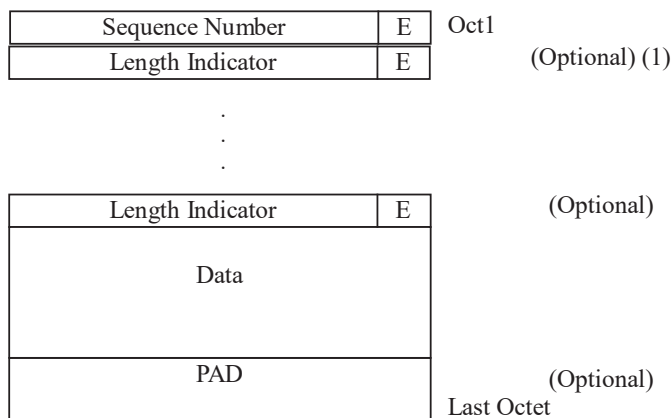 Sequence Number E Oct1
Length Indicator E (Optional) (1)
.
.
.
Length Indicator E (Optional)
Data
PAD (Optional)
Last Octet